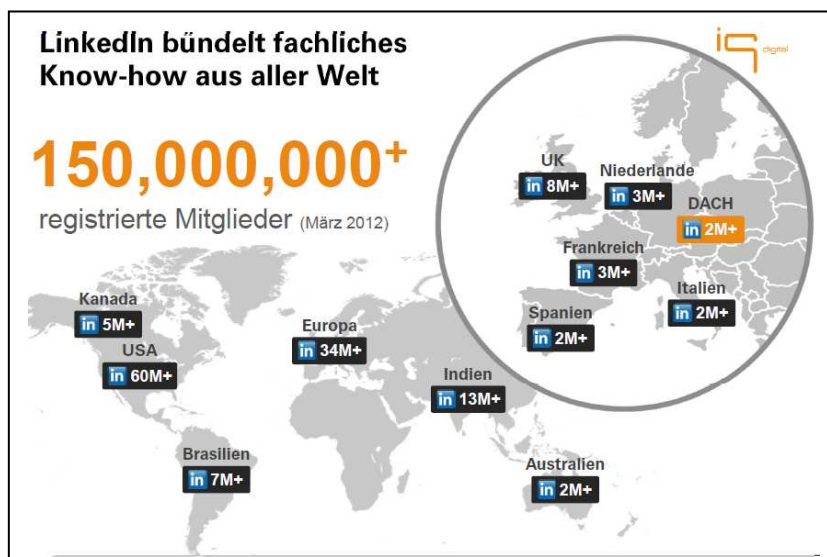 LinkedIn bündelt fachliches
Know-how aus aller Welt
iq digital
150,000,000+
registrierte Mitglieder (März 2012)
UK
in 8M+
Niederlande
in 3M+
DACH
in 2M+
Frankreich
in 3M+
Italien
in 2M+
Spanien
in 2M+
Kanada
in 5M+
USA
in 60M+
Europa
in 34M+
Indien
in 13M+
Brasilien
in 7M+
Australien
in 2M+